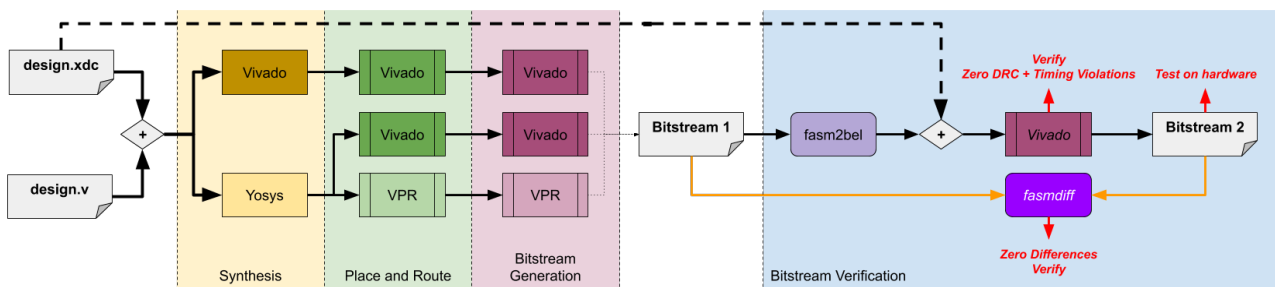 design.xdc
+
design.v
Vivado
Yosys
Synthesis
Vivado
Vivado
VPR
Place and Route
Vivado
Vivado
VPR
Bitstream
Generation
Bitstream 1
fasm2bel
+
Verify
Zero DRC + Timing Violations
Vivado
Test on hardware
Bitstream 2
fasmdiff
Zero Differences
Verify
Bitstream Verification